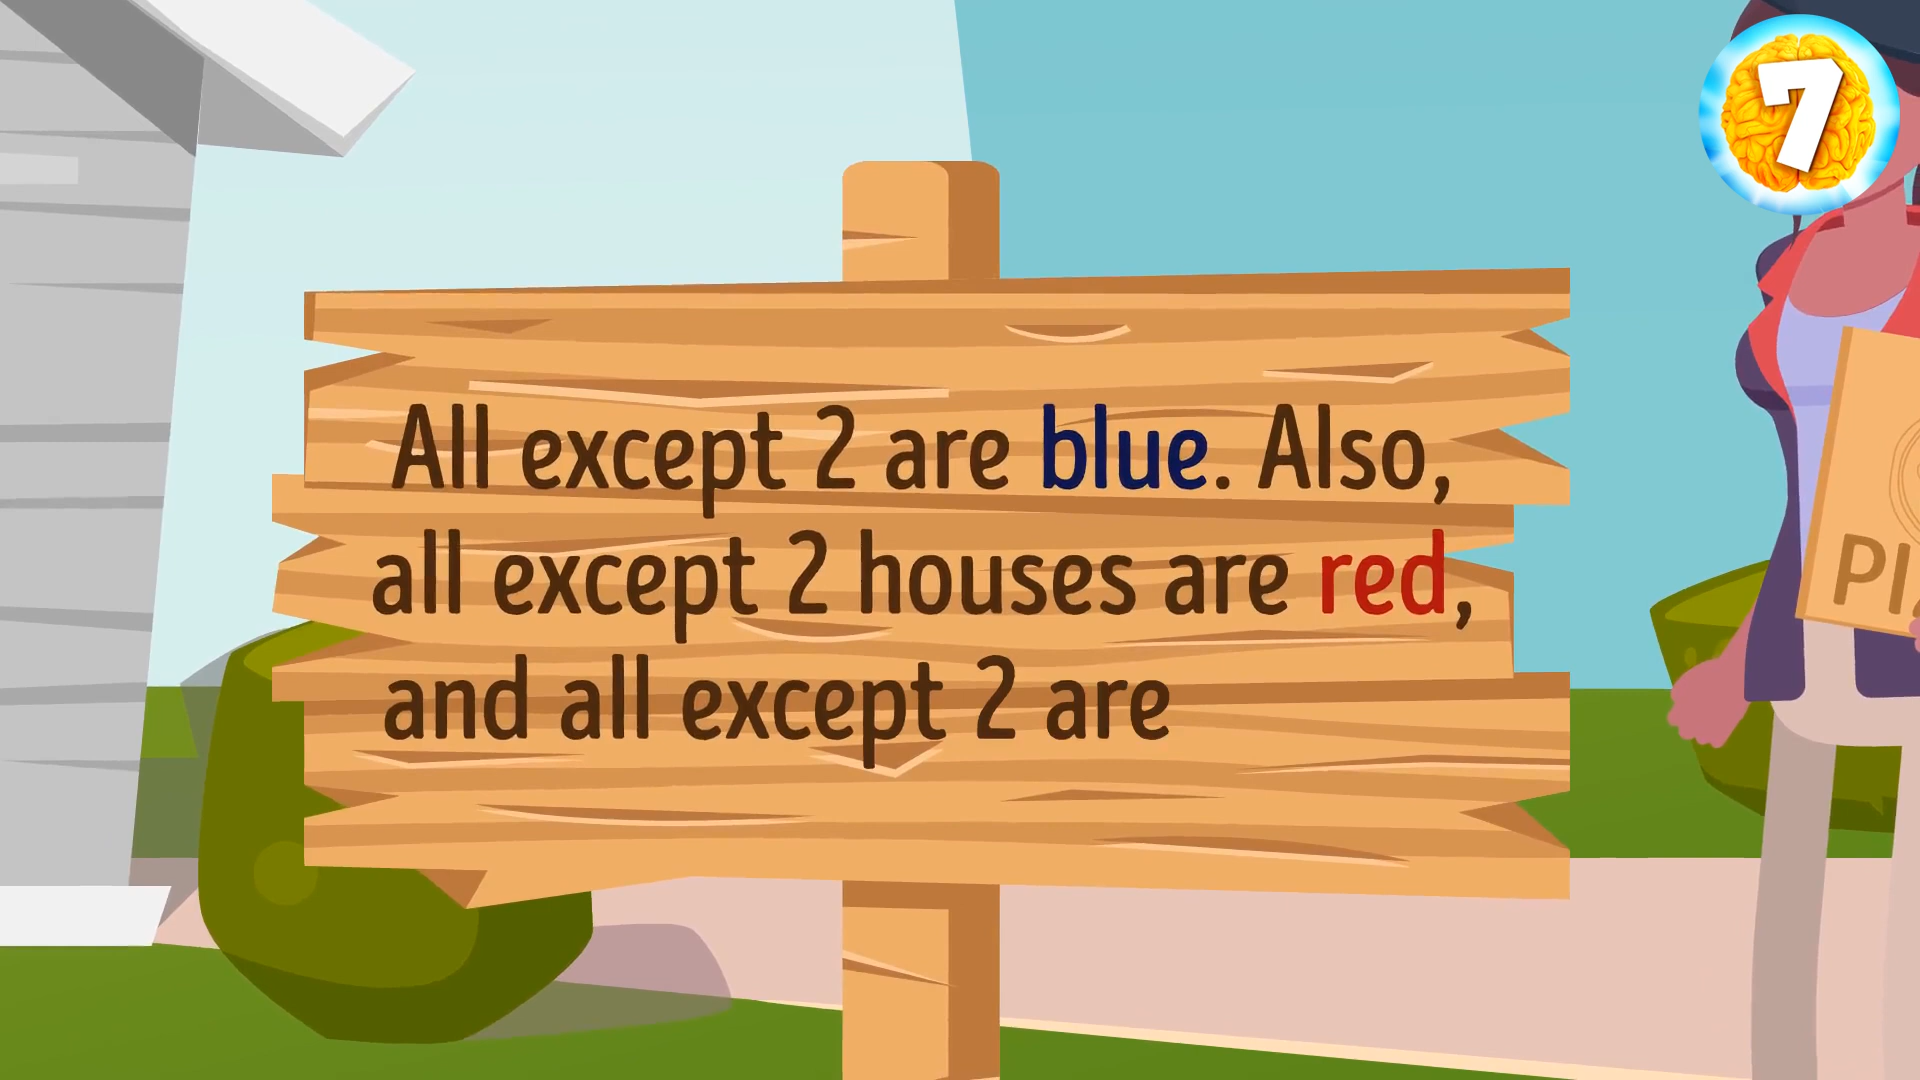 7
All except 2 are blue. Also,
all except 2 houses are red,
and all except 2 are